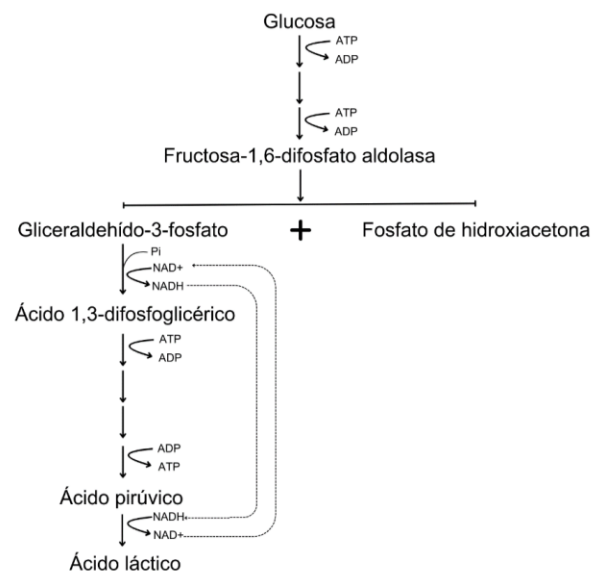 Glucosa
ATP
ADP
ATP
ADP
Fructosa-1,6-difosfato aldolasa
Gliceraldehído-3-fosfato + Fosfato de hidroxiacetona
Pi
NAD+
NADH
Ácido 1,3-difosfoglicérico
ATP
ADP
ADP
ATP
Ácido pirúvico
NADH
NAD+
Ácido láctico